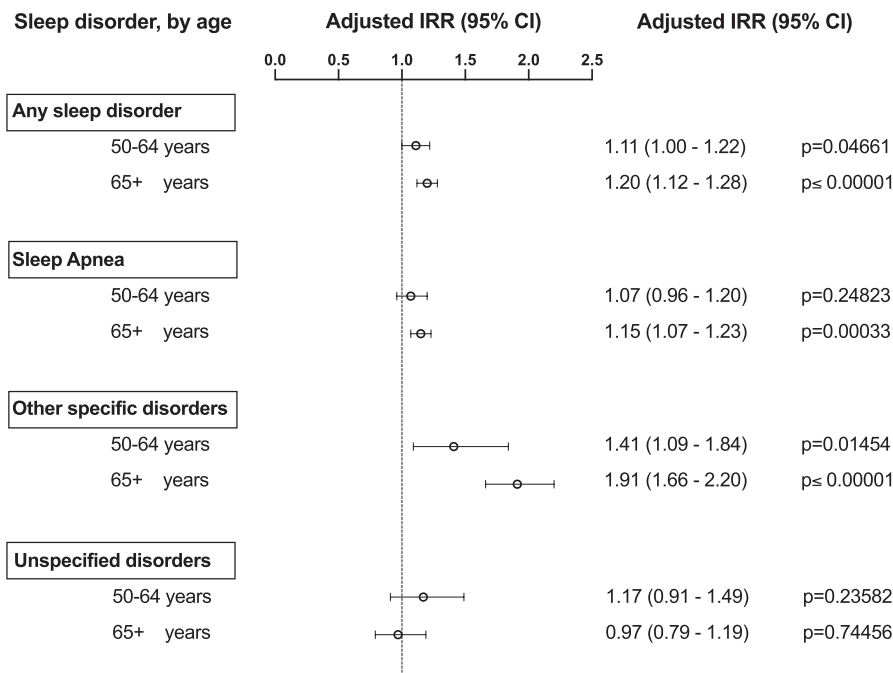 Sleep disorder, by age Adjusted IRR (95% CI) Adjusted IRR (95% CI)
0.0 0.5 1.0 1.5 2.0 2.5
Any sleep disorder
50-64 years 1.11 (1.00 - 1.22) p=0.04661
65+ years 1.20 (1.12 - 1.28) p≤ 0.00001
Sleep Apnea
50-64 years 1.07 (0.96 - 1.20) p=0.24823
65+ years 1.15 (1.07 - 1.23) p=0.00033
Other specific disorders
50-64 years 1.41 (1.09 - 1.84) p=0.01454
65+ years 1.91 (1.66 - 2.20) p≤ 0.00001
Unspecified disorders
50-64 years 1.17 (0.91 - 1.49) p=0.23582
65+ years 0.97 (0.79 - 1.19) p=0.74456